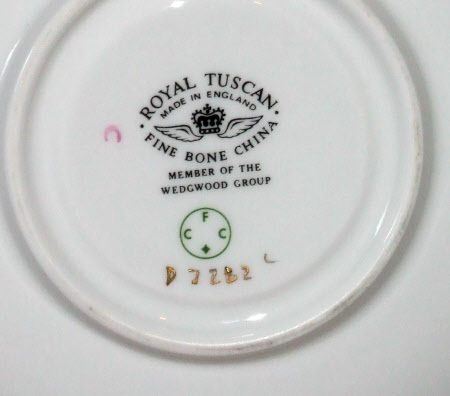 ROYAL TUSCAN
MADE IN ENGLAND
FINE BONE CHINA
MEMBER OF THE
WEDGWOOD GROUP
F
C C
D 7282 C